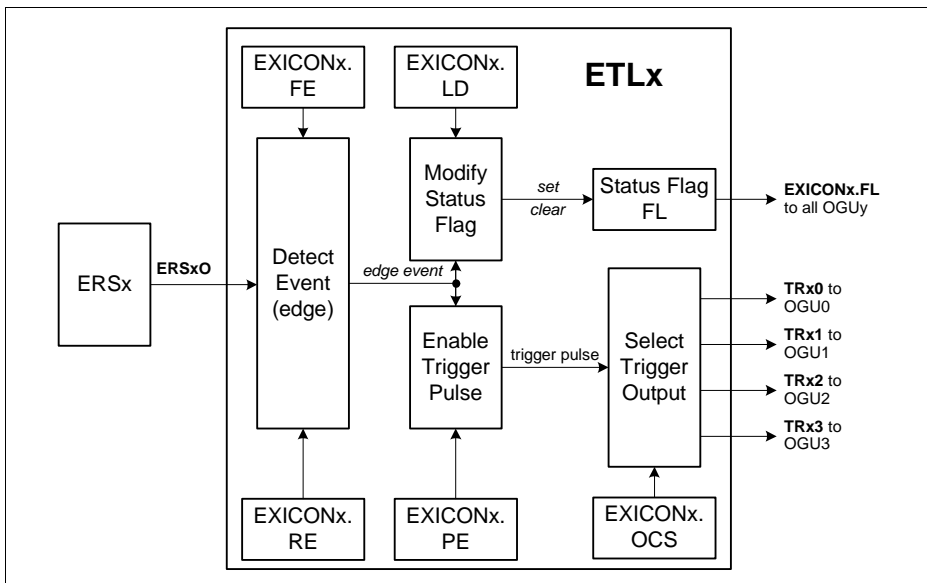 EXICONx.
FE
EXICONx.
LD
ETLx
Modify
Status
Flag
set
clear
Status Flag
FL
EXICONx.FL
to all OGUy
ERSx
ERSxO
Detect
Event
(edge)
edge event
Enable
Trigger
Pulse
trigger pulse
Select
Trigger
Output
TRx0 to
OGU0
TRx1 to
OGU1
TRx2 to
OGU2
TRx3 to
OGU3
EXICONx.
RE
EXICONx.
PE
EXICONx.
OCS